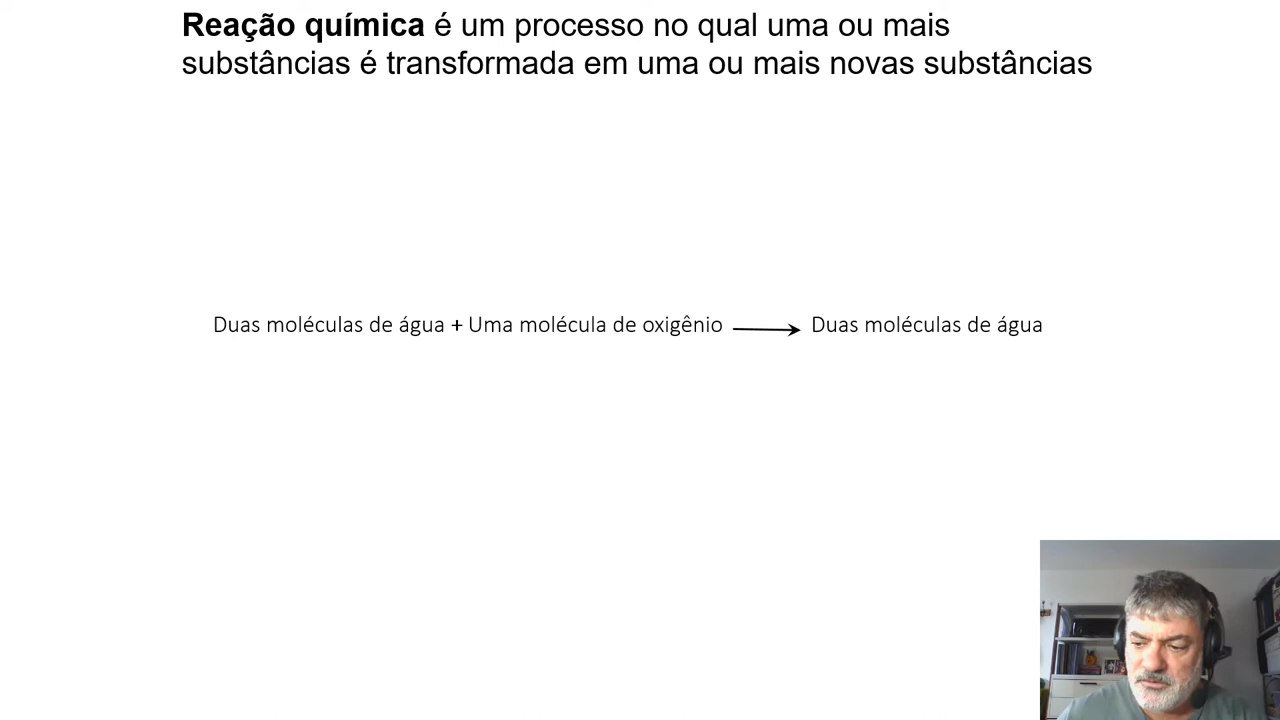 Reação química é um processo no qual uma ou mais
substâncias é transformada em uma ou mais novas substâncias
Duas moléculas de água + Uma molécula de oxigênio ⟶ Duas moléculas de água